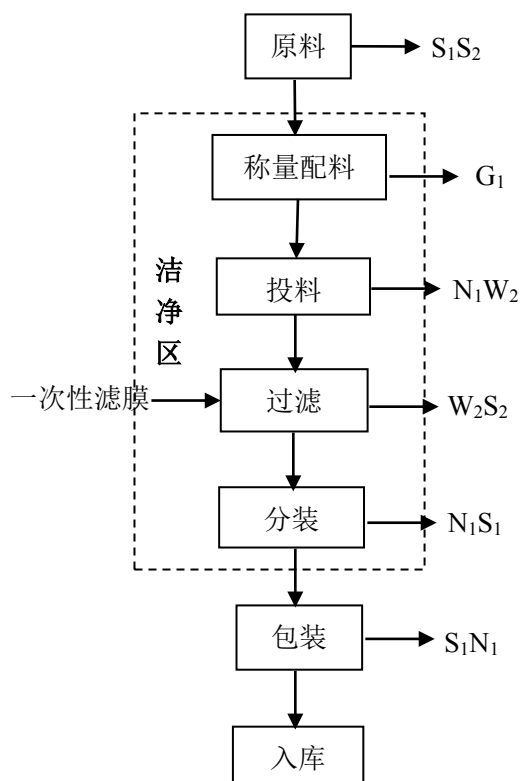 原料
S₁S₂
称量配料
G₁
洁净区
投料
N₁W₂
一次性滤膜
过滤
W₂S₂
分装
N₁S₁
包装
S₁N₁
入库